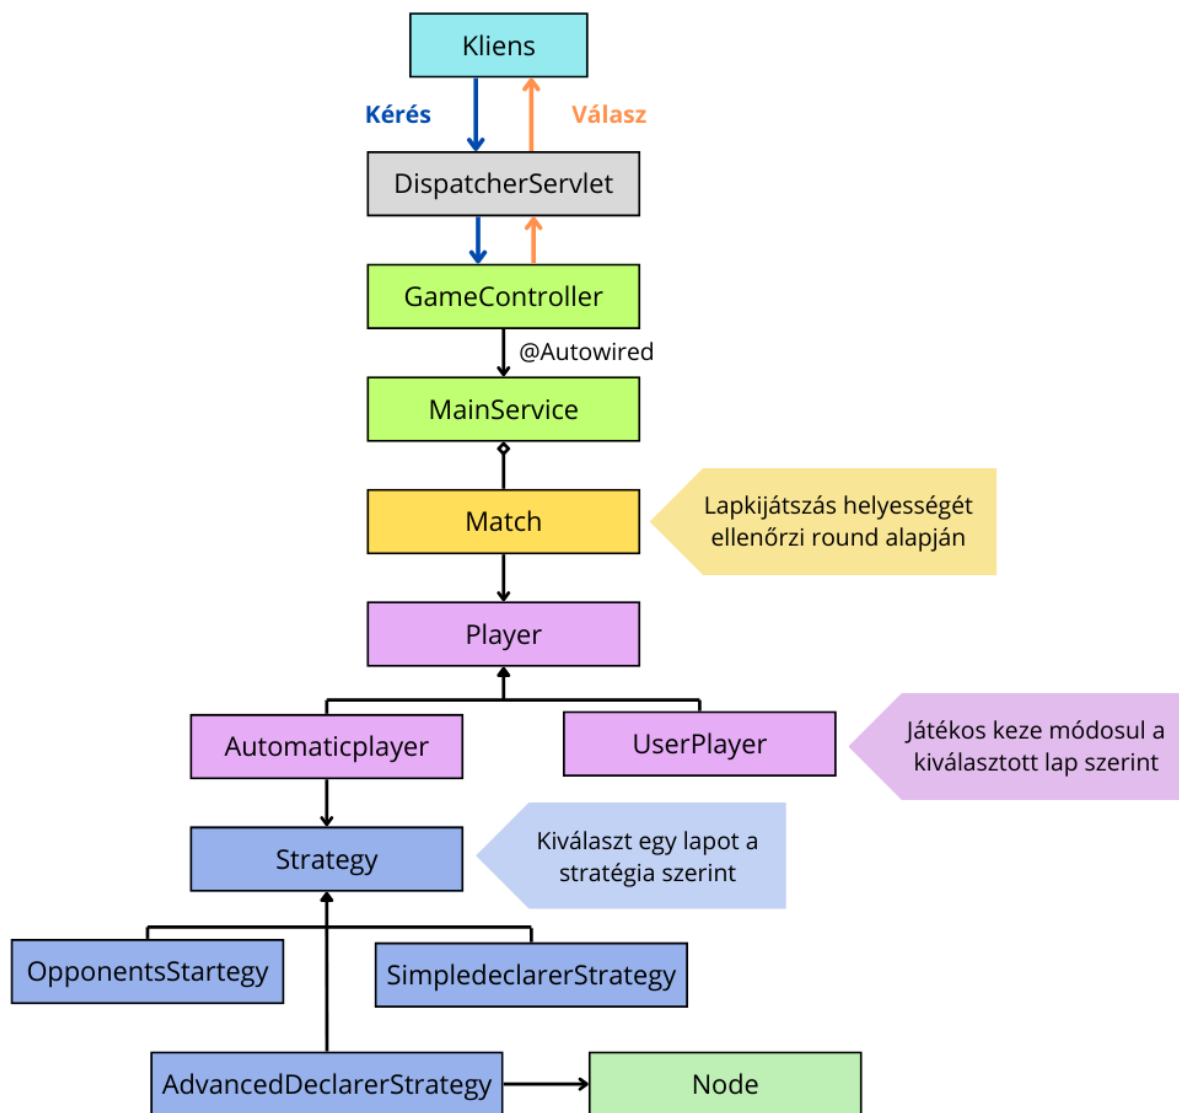 Kliens
Kérés
Válasz
DispatcherServlet
GameController
@Autowired
MainService
Match
Lapkijátszás helyességét
ellenőrzi round alapján
Player
Automaticplayer
UserPlayer
Játékos keze módosul a
kiválasztott lap szerint
Strategy
Kiválaszt egy lapot a
stratégia szerint
OpponentsStartegy
SimpledeclarerStrategy
AdvancedDeclarerStrategy
Node